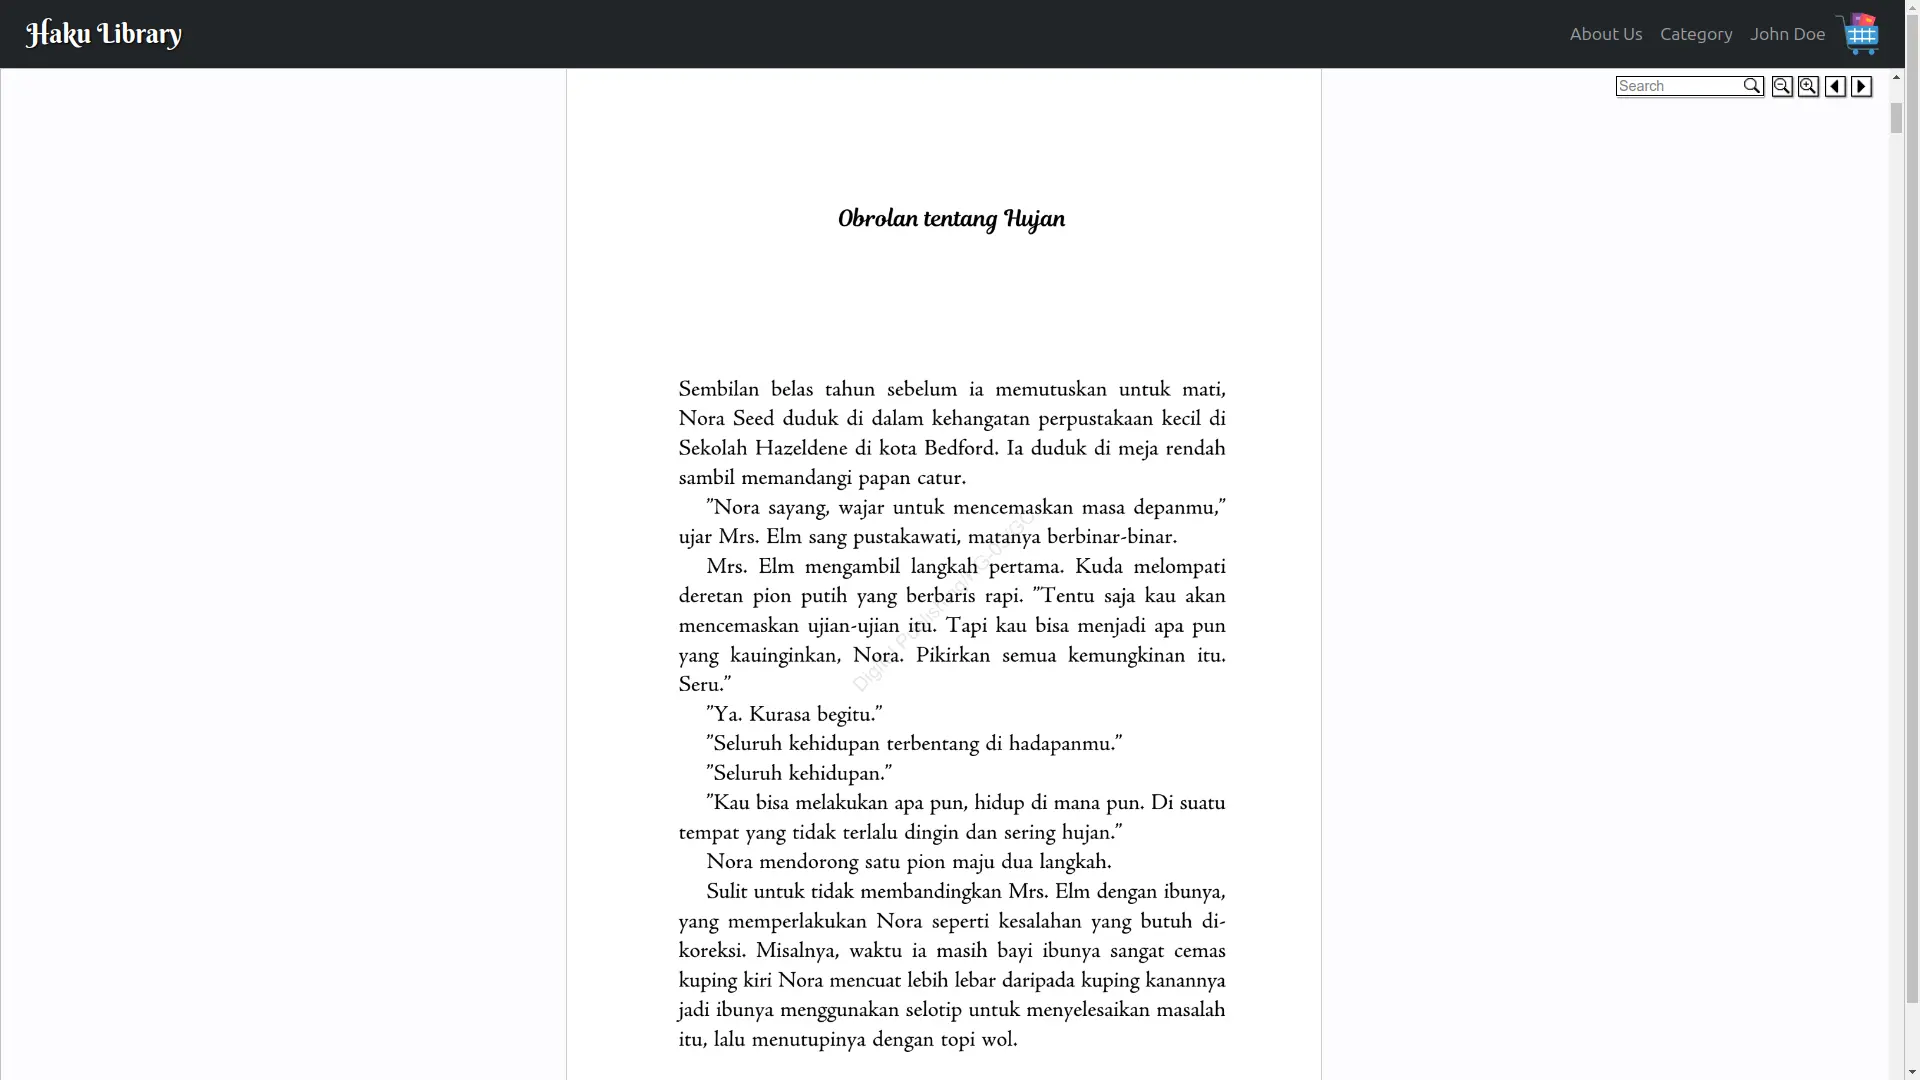 Haku Library
About Us Category John Doe
Search
Obrolan tentang Hujan
Sembilan belas tahun sebelum ia memutuskan untuk mati,
Nora Seed duduk di dalam kehangatan perpustakaan kecil di
Sekolah Hazeldene di kota Bedford. Ia duduk di meja rendah
sambil memandangi papan catur.
”Nora sayang, wajar untuk mencemaskan masa depanmu,”
ujar Mrs. Elm sang pustakawati, matanya berbinar-binar.
Mrs. Elm mengambil langkah pertama. Kuda melompati
deretan pion putih yang berbaris rapi. ”Tentu saja kau akan
mencemaskan ujian-ujian itu. Tapi kau bisa menjadi apa pun
yang kauinginkan, Nora. Pikirkan semua kemungkinan itu.
Seru.”
”Ya. Kurasa begitu.”
”Seluruh kehidupan terbentang di hadapanmu.”
”Seluruh kehidupan.”
”Kau bisa melakukan apa pun, hidup di mana pun. Di suatu
tempat yang tidak terlalu dingin dan sering hujan.”
Nora mendorong satu pion maju dua langkah.
Sulit untuk tidak membandingkan Mrs. Elm dengan ibunya,
yang memperlakukan Nora seperti kesalahan yang butuh di-
koreksi. Misalnya, waktu ia masih bayi ibunya sangat cemas
kuping kiri Nora mencuat lebih lebar daripada kuping kanannya
jadi ibunya menggunakan selotip untuk menyelesaikan masalah
itu, lalu menutupinya dengan topi wol.